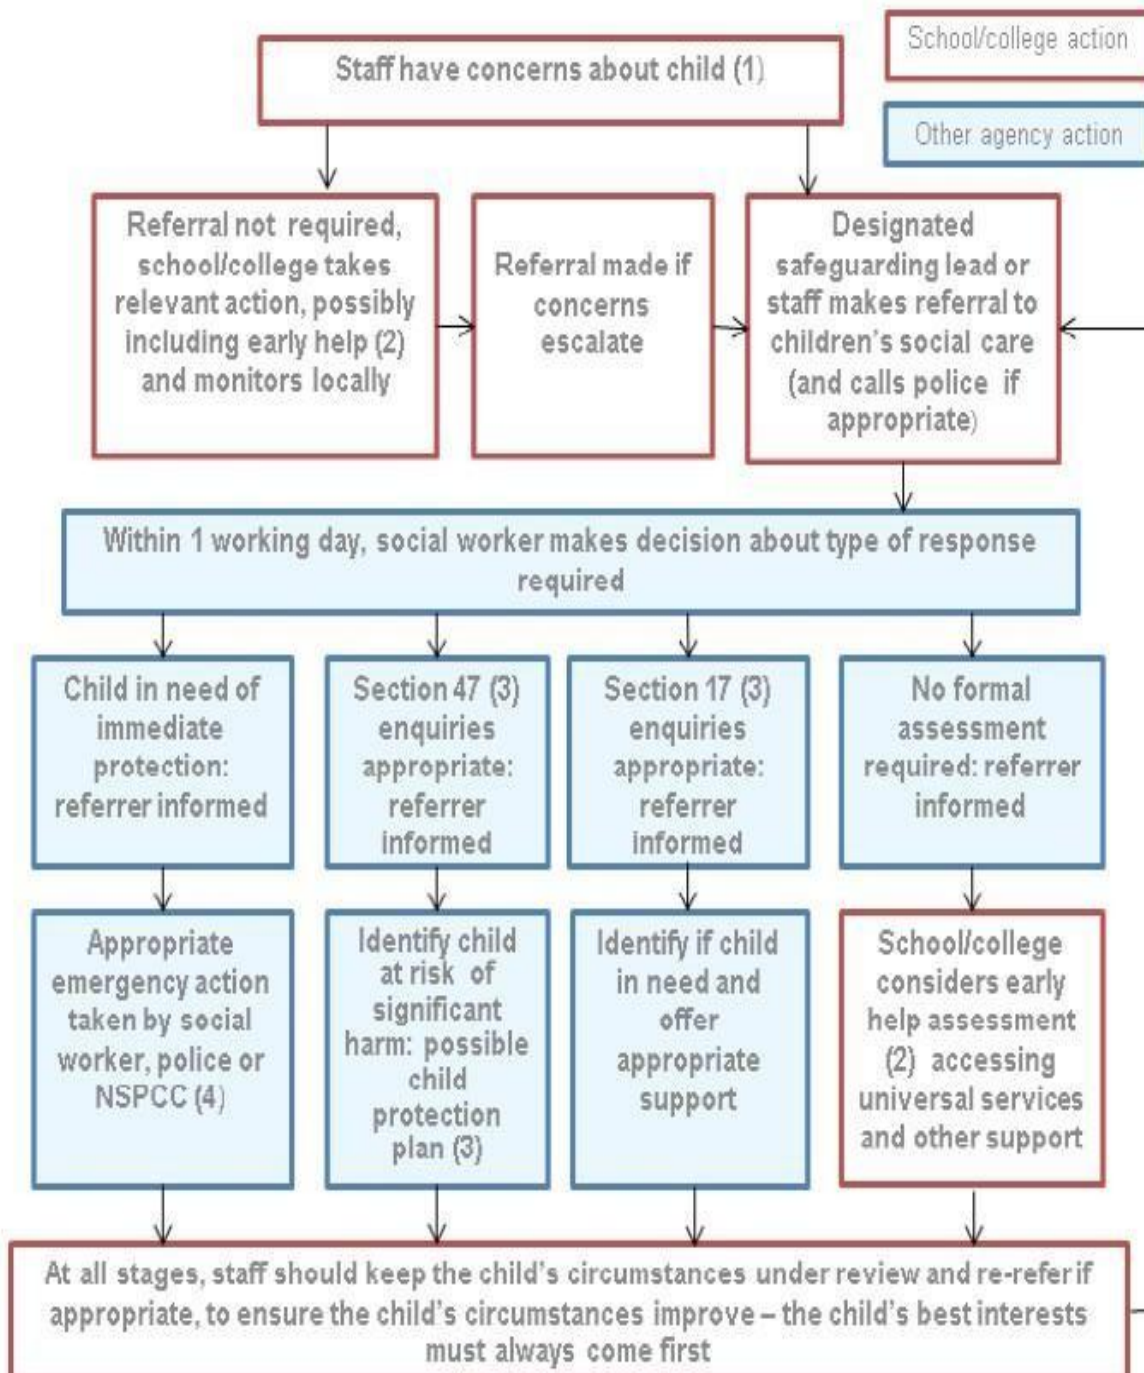 School/college action
Staff have concerns about child (1)
Other agency action
Referral not required,
school/college takes
relevant action, possibly
including early help (2)
and monitors locally
Referral made if
concerns
escalate
Designated
safeguarding lead or
staff makes referral to
children's social care
(and calls police if
appropriate)
Within 1 working day, social worker makes decision about type of response
required
Child in need of
immediate
protection:
referrer informed
Section 47 (3)
enquiries
appropriate:
referrer
informed
Section 17 (3)
enquiries
appropriate:
referrer
informed
No formal
assessment
required: referrer
informed
Appropriate
emergency action
taken by social
worker, police or
NSPCC (4)
Identify child
at risk of
significant
harm: possible
child
protection
plan (3)
Identify if child
in need and
offer
appropriate
support
School/college
considers early
help assessment
(2) accessing
universal services
and other support
At all stages, staff should keep the child's circumstances under review and re-refer if
appropriate, to ensure the child's circumstances improve – the child's best interests
must always come first